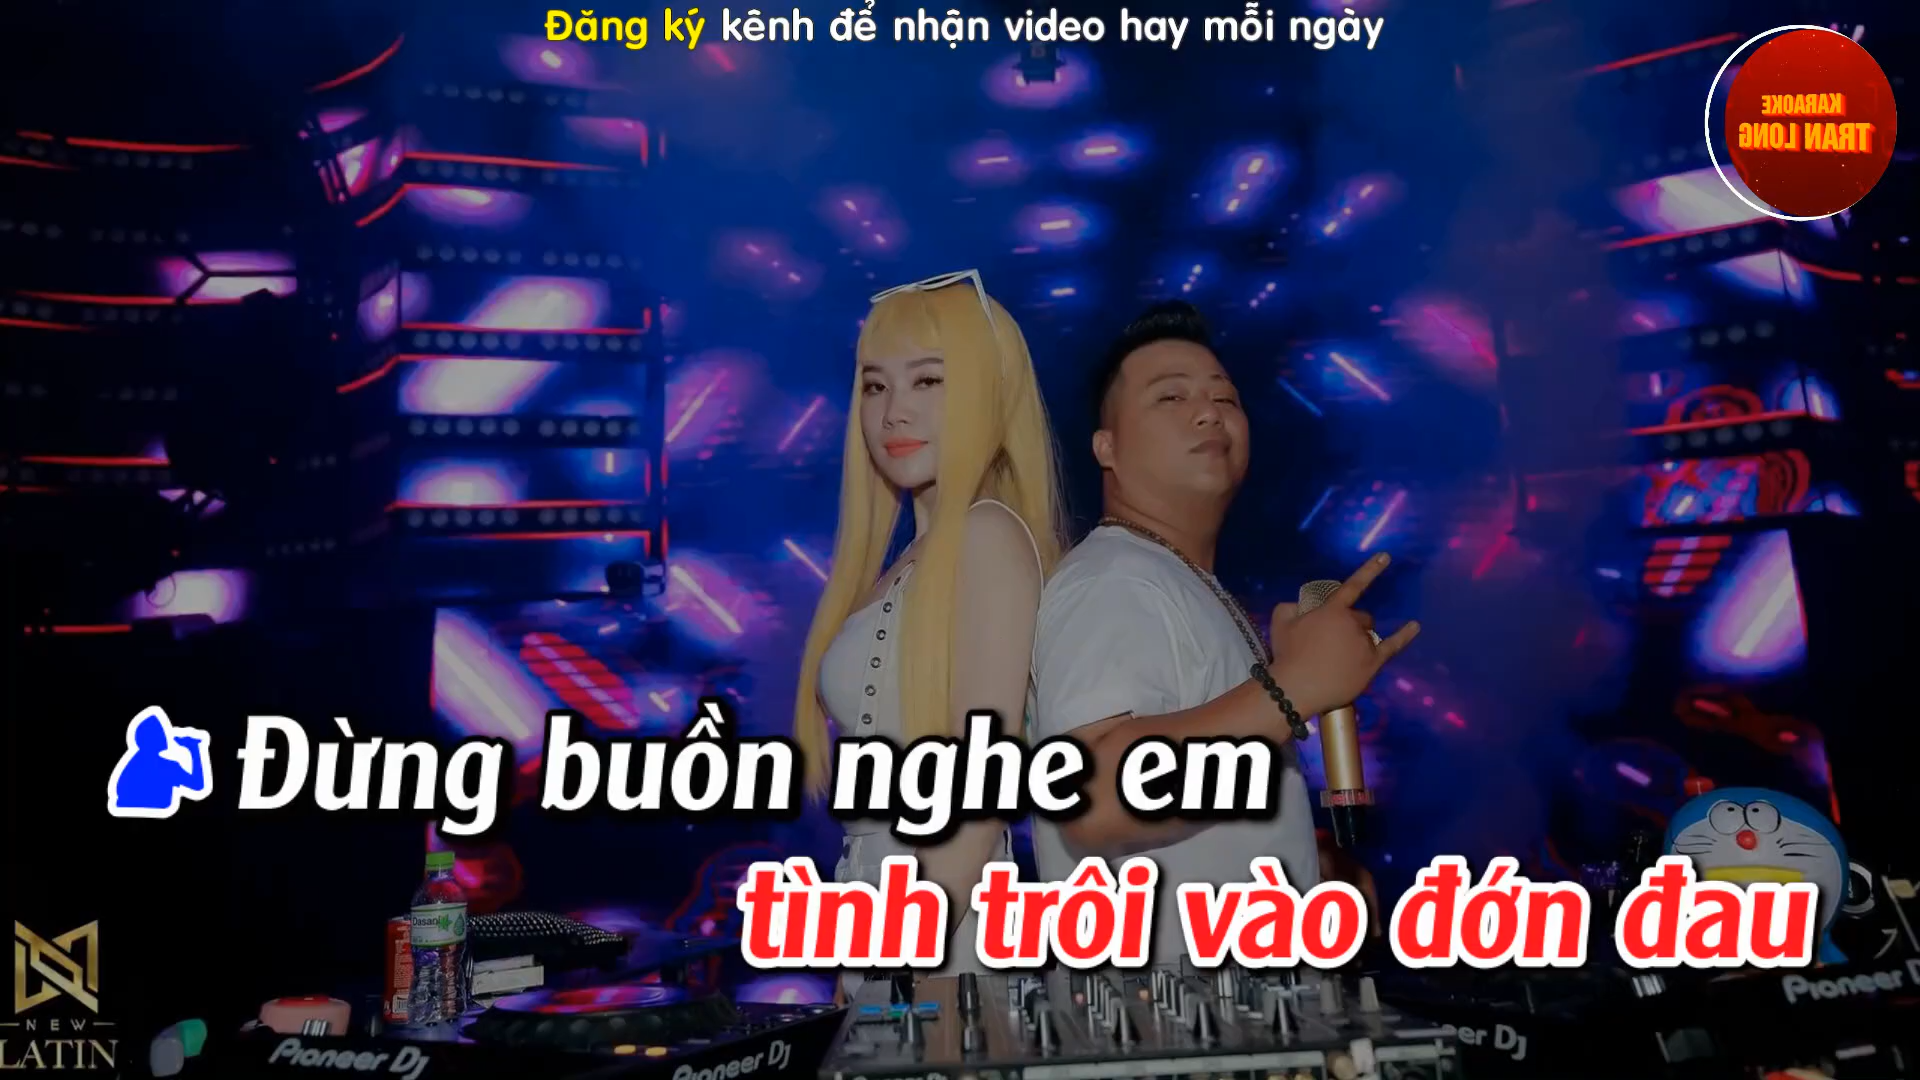 Đăng ký kênh để nhận video hay mỗi ngày
KARAOKE
TRAN LONG
Đừng buồn nghe em
tình trôi vào đớn đau
Dasani
NEW
LATIN
Pioneer Dj
Pioneer Dj
Pioneer